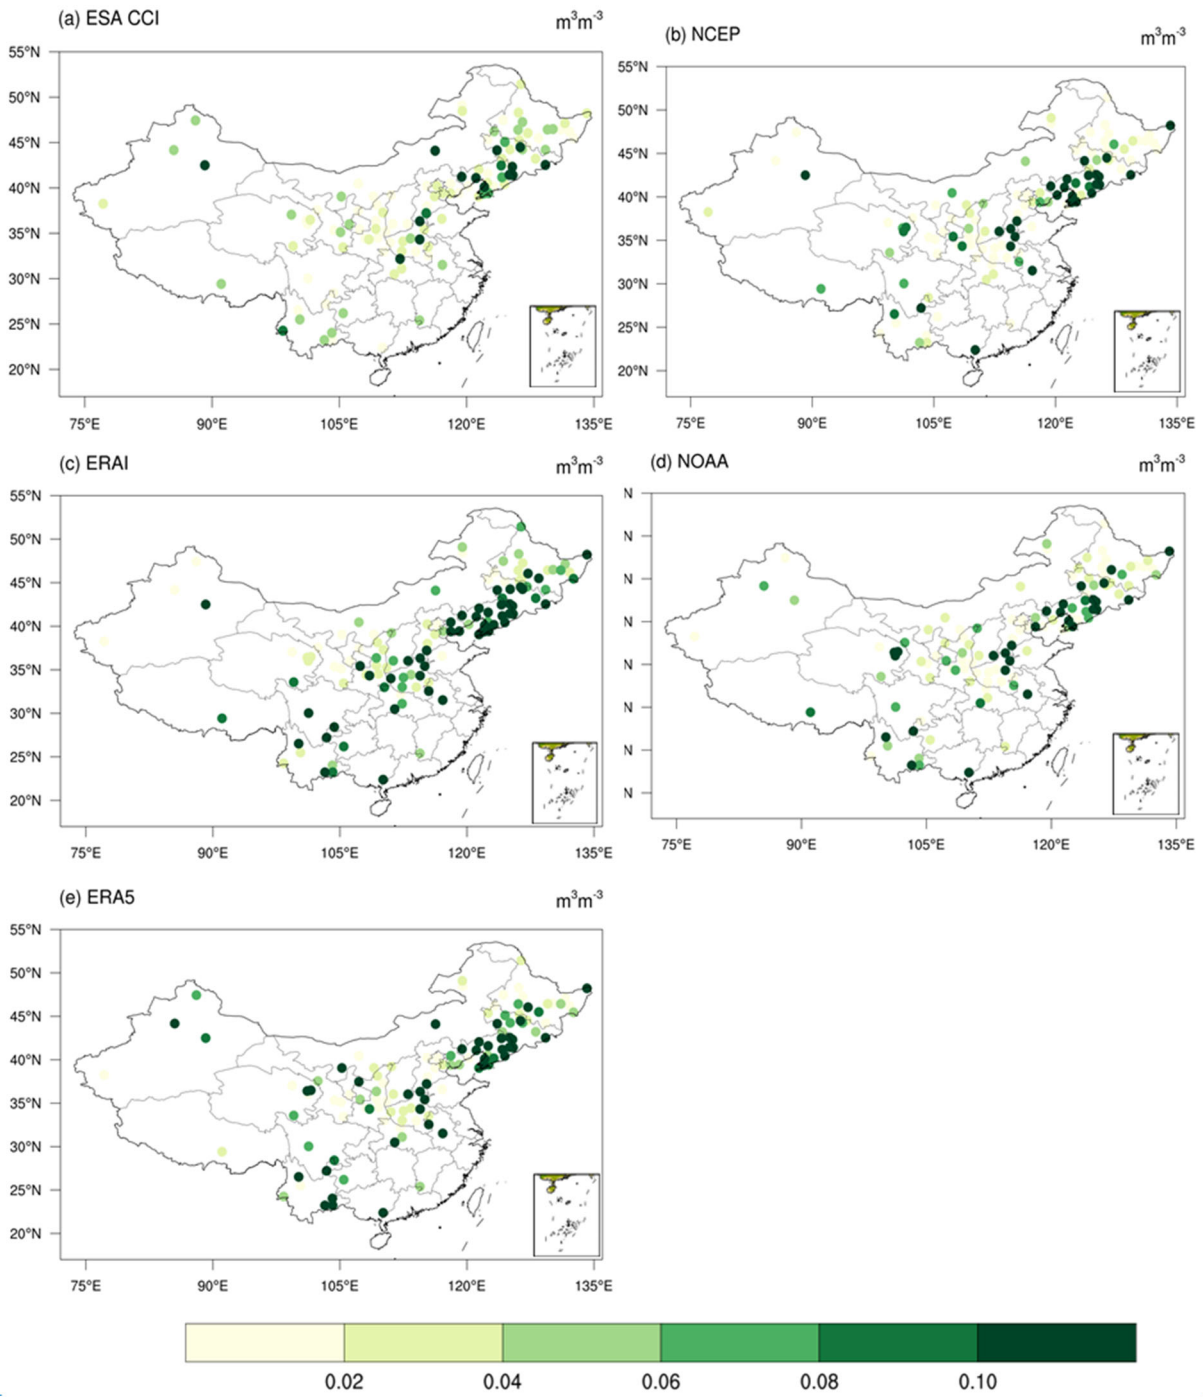 (a) ESA CCI
m³m⁻³
55°N
50°N
45°N
40°N
35°N
30°N
25°N
20°N
75°E 90°E 105°E 120°E 135°E
(b) NCEP
m³m⁻³
55°N
50°N
45°N
40°N
35°N
30°N
25°N
20°N
75°E 90°E 105°E 120°E 135°E
(c) ERAI
m³m⁻³
55°N
50°N
45°N
40°N
35°N
30°N
25°N
20°N
75°E 90°E 105°E 120°E 135°E
(d) NOAA
m³m⁻³
N
N
N
N
N
N
N
N
75°E 90°E 105°E 120°E 135°E
(e) ERA5
m³m⁻³
55°N
50°N
45°N
40°N
35°N
30°N
25°N
20°N
75°E 90°E 105°E 120°E 135°E
0.02 0.04 0.06 0.08 0.10